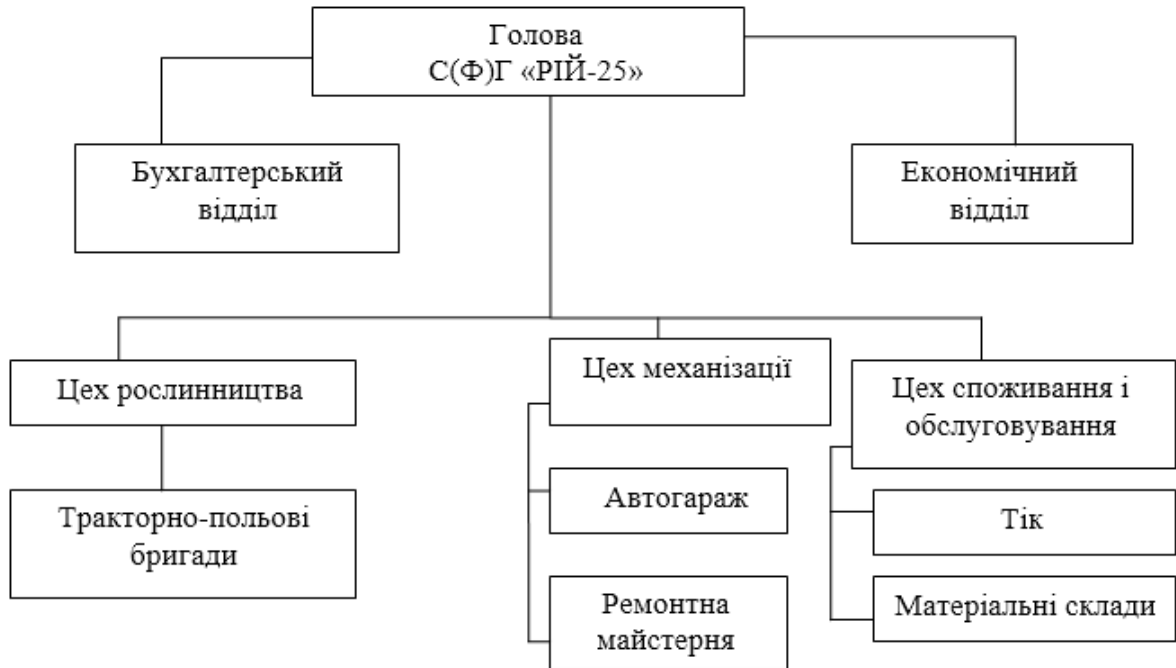 Голова
С(Ф)Г «РІЙ-25»
Бухгалтерський
відділ
Економічний
відділ
Цех рослинництва
Цех механізації
Цех споживання і
обслуговування
Тракторно-польові
бригади
Автогараж
Тік
Ремонтна
майстерня
Матеріальні склади